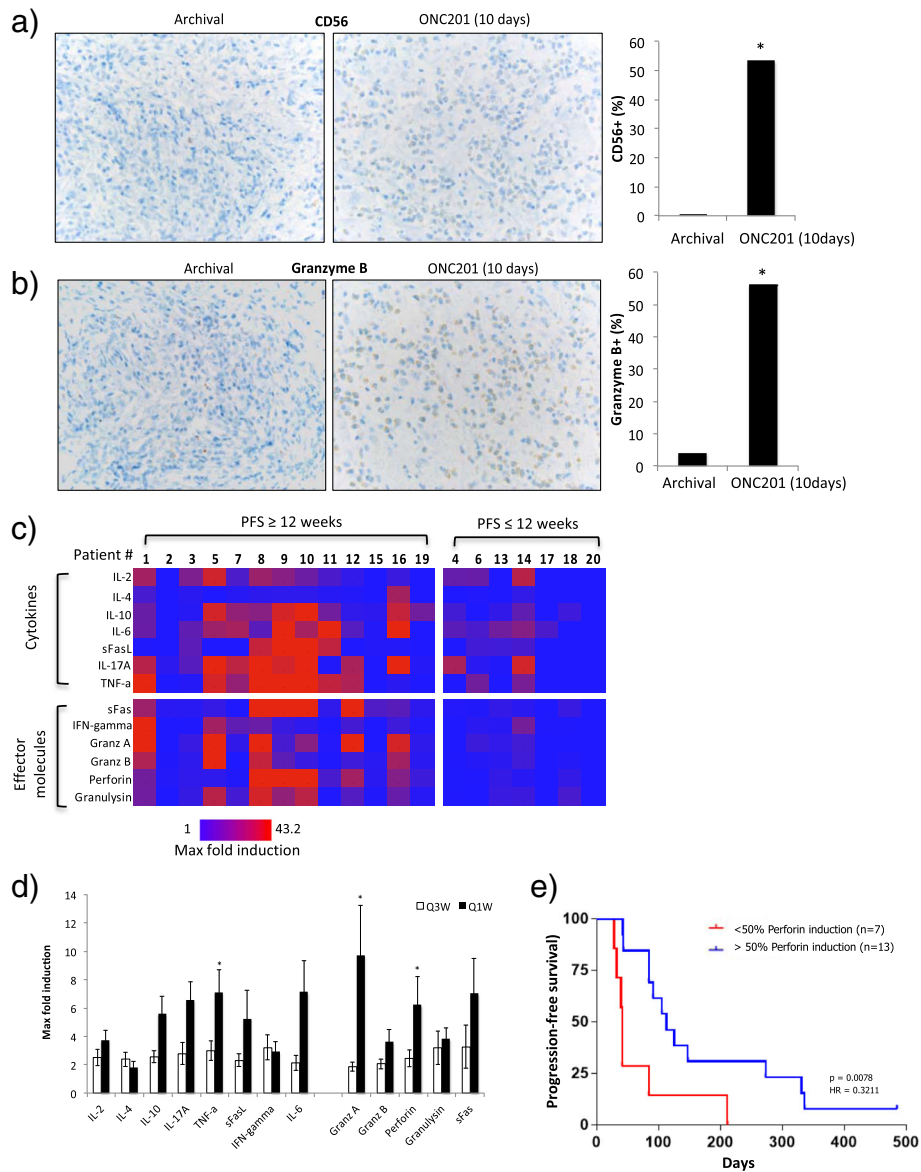 a)
Archival CD56 ONC201 (10 days)
CD56+ (%)
60
50
40
30
20
10
0
*
Archival ONC201 (10days)
b)
Archival Granzyme B ONC201 (10 days)
Granzyme B+ (%)
60
50
40
30
20
10
0
*
Archival ONC201 (10days)
c)
PFS ≥ 12 weeks PFS ≤ 12 weeks
Patient # 1 2 3 5 7 8 9 10 11 12 15 16 19 4 6 13 14 17 18 20
Cytokines
IL-2
IL-4
IL-10
IL-6
sFasL
IL-17A
TNF-a
Effector
molecules
sFas
IFN-gamma
Granz A
Granz B
Perforin
Granulysin
1 43.2
Max fold induction
d)
Max fold induction
14
12
10
8
6
4
2
0
Q3W Q1W
* * *
IL-2 IL-4 IL-10 IL-17A TNF-a sFasL IFN-gamma IL-6 Granz A Granz B Perforin Granulysin sFas
e)
Progression-free survival)
100
75
50
25
0
<50% Perforin induction (n=7)
> 50% Perforin induction (n=13)
p = 0.0078
HR = 0.3211
0 100 200 300 400 500
Days